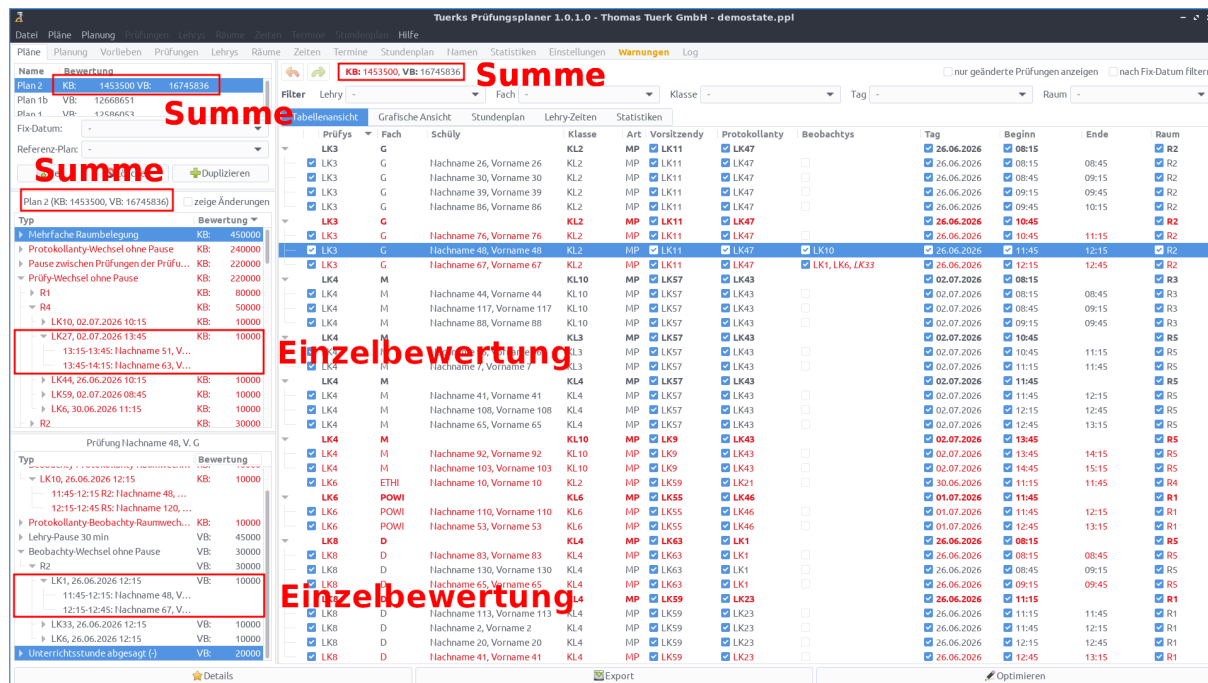 Tuerks Prüfungsplaner 1.0.1.0 - Thomas Tuerk GmbH - demostate.ppl
Datei Pläne Planung Prüfungen Lehrys Räume Zeiten Termine Stundenplan Hilfe
Pläne Planung Vorlieben Prüfungen Lehrys Räume Zeiten Termine Stundenplan Namen Statistiken Einstellungen Warnungen Log
Name Bewertung
Plan 2 KB: 1453500 VB: 16745836
Plan 1b VB: 12668651
Plan 1 VB: 12586053
Summe
Fix-Datum: -
Referenz-Plan: -
Summe
Duplizieren
Plan 2 (KB: 1453500, VB: 16745836) zeige Änderungen
Typ Bewertung
Mehrfache Raumbelegung KB: 450000
Protokollanty-Wechsel ohne Pause KB: 240000
Pause zwischen Prüfungen der Prüfu... KB: 220000
Prüfy-Wechsel ohne Pause KB: 220000
R1 KB: 80000
R4 KB: 50000
LK10, 02.07.2026 10:15 KB: 10000
LK27, 02.07.2026 13:45 KB: 10000
13:15-13:45: Nachname 51, V...
13:45-14:15: Nachname 63, V...
Einzelbewertung
LK44, 26.06.2026 10:15 KB: 10000
LK59, 02.07.2026 08:45 KB: 10000
LK6, 30.06.2026 11:15 KB: 10000
R2 KB: 30000
Prüfung Nachname 48, V. G
Typ Bewertung
LK10, 26.06.2026 12:15 KB: 10000
11:45-12:15 R2: Nachname 48, ...
12:15-12:45 R5: Nachname 120, ...
Protokollanty-Beobachty-Raumwech... KB: 10000
Lehry-Pause 30 min VB: 45000
Beobachty-Wechsel ohne Pause VB: 30000
R2 VB: 30000
LK1, 26.06.2026 12:15 VB: 10000
11:45-12:15: Nachname 48, V...
12:15-12:45: Nachname 67, V...
Einzelbewertung
LK33, 26.06.2026 12:15 VB: 10000
LK6, 26.06.2026 12:15 VB: 10000
Unterrichtsstunde abgesagt (-) VB: 20000
KB: 1453500, VB: 16745836
Summe
nur geänderte Prüfungen anzeigen nach Fix-Datum filtern
Filter Lehry - Fach - Klasse - Tag - Raum -
Tabellenansicht Grafische Ansicht Stundenplan Lehry-Zeiten Statistiken
Prüfys Fach Schüly Klasse Art Vorsitzendy Protokollanty Beobachtys Tag Beginn Ende Raum
LK3 G KL2 MP LK11 LK47 26.06.2026 08:15 R2
LK3 G Nachname 26, Vorname 26 KL2 MP LK11 LK47 26.06.2026 08:15 08:45 R2
LK3 G Nachname 30, Vorname 30 KL2 MP LK11 LK47 26.06.2026 08:45 09:15 R2
LK3 G Nachname 39, Vorname 39 KL2 MP LK11 LK47 26.06.2026 09:15 09:45 R2
LK3 G Nachname 86, Vorname 86 KL2 MP LK11 LK47 26.06.2026 09:45 10:15 R2
LK3 G KL2 MP LK11 LK47 26.06.2026 10:45 R2
LK3 G Nachname 76, Vorname 76 KL2 MP LK11 LK47 26.06.2026 10:45 11:15 R2
LK3 G Nachname 48, Vorname 48 KL2 MP LK11 LK47 LK10 26.06.2026 11:45 12:15 R2
LK3 G Nachname 67, Vorname 67 KL2 MP LK11 LK47 LK1, LK6, LK33 26.06.2026 12:15 12:45 R2
LK4 M KL10 MP LK57 LK43 02.07.2026 08:15 R3
LK4 M Nachname 44, Vorname 44 KL10 MP LK57 LK43 02.07.2026 08:15 08:45 R3
LK4 M Nachname 117, Vorname 117 KL10 MP LK57 LK43 02.07.2026 08:45 09:15 R3
LK4 M Nachname 88, Vorname 88 KL10 MP LK57 LK43 02.07.2026 09:15 09:45 R3
LK4 M KL3 MP LK57 LK43 02.07.2026 10:45 R5
KL3 MP LK57 LK43 02.07.2026 10:45 11:15 R5
LK4 M Nachname 7, Vorname 7 KL3 MP LK57 LK43 02.07.2026 11:15 11:45 R5
LK4 M KL4 MP LK57 LK43 02.07.2026 11:45 R5
LK4 M Nachname 41, Vorname 41 KL4 MP LK57 LK43 02.07.2026 11:45 12:15 R5
LK4 M Nachname 108, Vorname 108 KL4 MP LK57 LK43 02.07.2026 12:15 12:45 R5
LK4 M Nachname 65, Vorname 65 KL4 MP LK57 LK43 02.07.2026 12:45 13:15 R5
LK4 M KL10 MP LK9 LK43 02.07.2026 13:45 R5
LK4 M Nachname 92, Vorname 92 KL10 MP LK9 LK43 02.07.2026 13:45 14:15 R5
LK4 M Nachname 103, Vorname 103 KL10 MP LK9 LK43 02.07.2026 14:45 15:15 R5
LK6 ETHI Nachname 10, Vorname 10 KL2 MP LK59 LK21 30.06.2026 11:15 11:45 R4
LK6 POWI KL6 MP LK55 LK46 01.07.2026 11:45 R1
LK6 POWI Nachname 110, Vorname 110 KL6 MP LK55 LK46 01.07.2026 11:45 12:15 R1
LK6 POWI Nachname 53, Vorname 53 KL6 MP LK55 LK46 01.07.2026 12:45 13:15 R1
LK8 D KL4 MP LK63 LK1 26.06.2026 08:15 R5
LK8 D Nachname 83, Vorname 83 KL4 MP LK63 LK1 26.06.2026 08:15 08:45 R5
LK8 D Nachname 130, Vorname 130 KL4 MP LK63 LK1 26.06.2026 08:45 09:15 R5
LK8 D Nachname 65, Vorname 65 KL4 MP LK63 LK1 26.06.2026 09:15 09:45 R5
LK8 D KL4 MP LK59 LK23 26.06.2026 11:15 R1
LK8 D Nachname 113, Vorname 113 KL4 MP LK59 LK23 26.06.2026 11:15 11:45 R1
LK8 D Nachname 2, Vorname 2 KL4 MP LK59 LK23 26.06.2026 11:45 12:15 R1
LK8 D Nachname 20, Vorname 20 KL4 MP LK59 LK23 26.06.2026 12:15 12:45 R1
LK8 D Nachname 41, Vorname 41 KL4 MP LK59 LK23 26.06.2026 12:45 13:15 R1
Details Export Optimieren